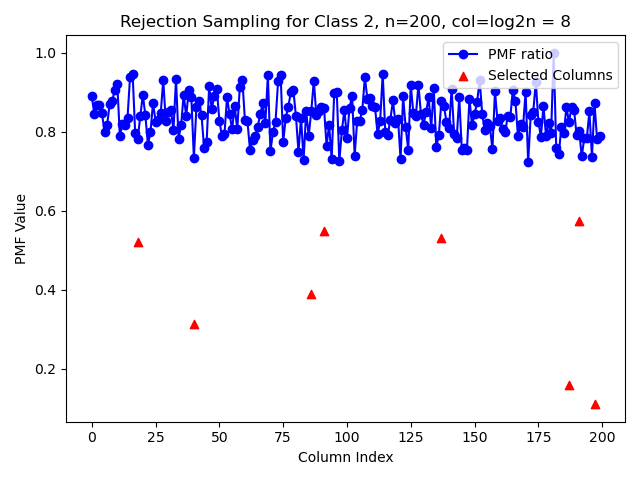 Rejection Sampling for Class 2, n=200, col=log2n = 8
PMF ratio
Selected Columns
PMF Value
1.0
0.8
0.6
0.4
0.2
0
25
50
75
100
125
150
175
200
Column Index